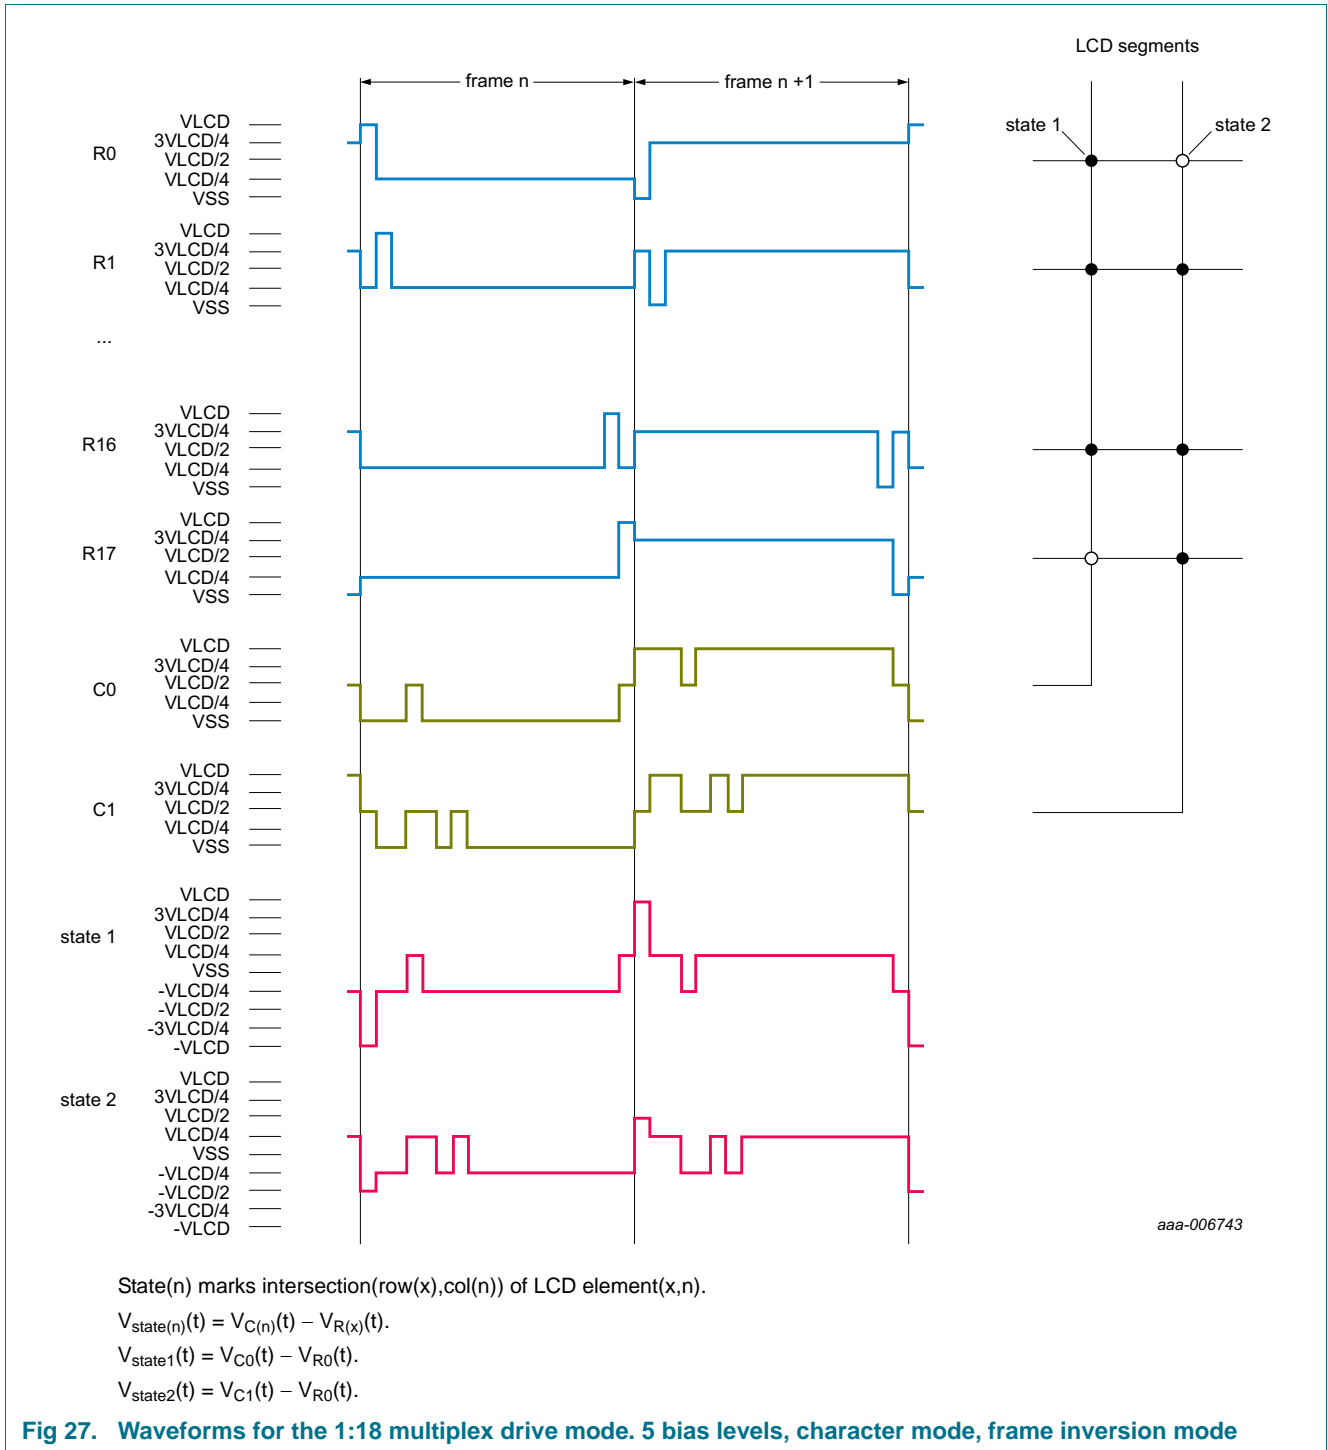 LCD segments
frame n
frame n +1
state 1
state 2
R0
VLCD
3VLCD/4
VLCD/2
VLCD/4
VSS
R1
VLCD
3VLCD/4
VLCD/2
VLCD/4
VSS
...
R16
VLCD
3VLCD/4
VLCD/2
VLCD/4
VSS
R17
VLCD
3VLCD/4
VLCD/2
VLCD/4
VSS
C0
VLCD
3VLCD/4
VLCD/2
VLCD/4
VSS
C1
VLCD
3VLCD/4
VLCD/2
VLCD/4
VSS
state 1
VLCD
3VLCD/4
VLCD/2
VLCD/4
VSS
-VLCD/4
-VLCD/2
-3VLCD/4
-VLCD
state 2
VLCD
3VLCD/4
VLCD/2
VLCD/4
VSS
-VLCD/4
-VLCD/2
-3VLCD/4
-VLCD
aaa-006743
State(n) marks intersection(row(x),col(n)) of LCD element(x,n).
Vstate(n)(t) = VC(n)(t) − VR(x)(t).
Vstate1(t) = VC0(t) − VR0(t).
Vstate2(t) = VC1(t) − VR0(t).
Fig 27. Waveforms for the 1:18 multiplex drive mode. 5 bias levels, character mode, frame inversion mode